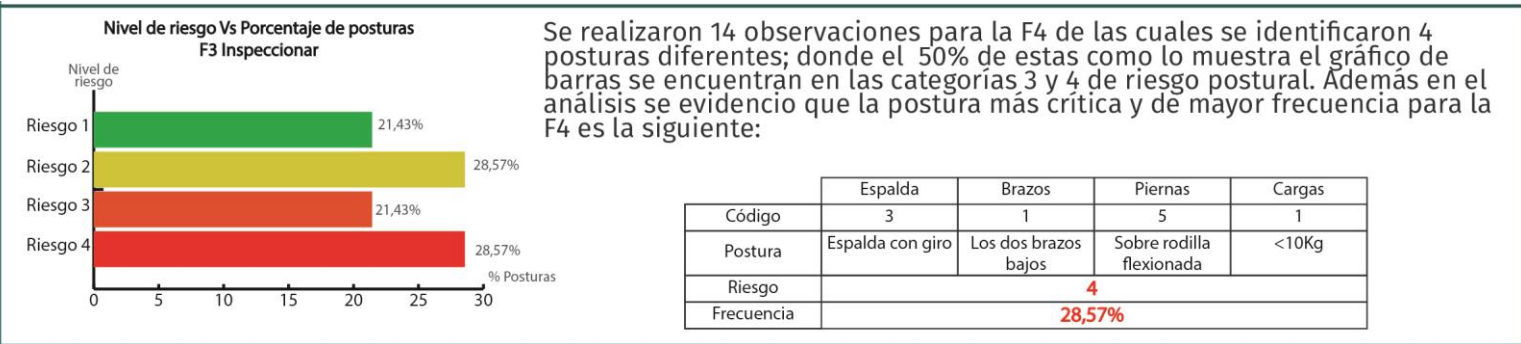 Nivel de riesgo Vs Porcentaje de posturas
F3 Inspeccionar
Nivel de
riesgo
Riesgo 1
21,43%
Riesgo 2
28,57%
Riesgo 3
21,43%
Riesgo 4
28,57%
% Posturas
0 5 10 15 20 25 30
Se realizaron 14 observaciones para la F4 de las cuales se identificaron 4
posturas diferentes; donde el 50% de estas como lo muestra el gráfico de
barras se encuentran en las categorías 3 y 4 de riesgo postural. Además en el
análisis se evidencio que la postura más crítica y de mayor frecuencia para la
F4 es la siguiente:
Espalda Brazos Piernas Cargas
Código 3 1 5 1
Postura Espalda con giro Los dos brazos bajos Sobre rodilla flexionada <10Kg
Riesgo 4
Frecuencia 28,57%